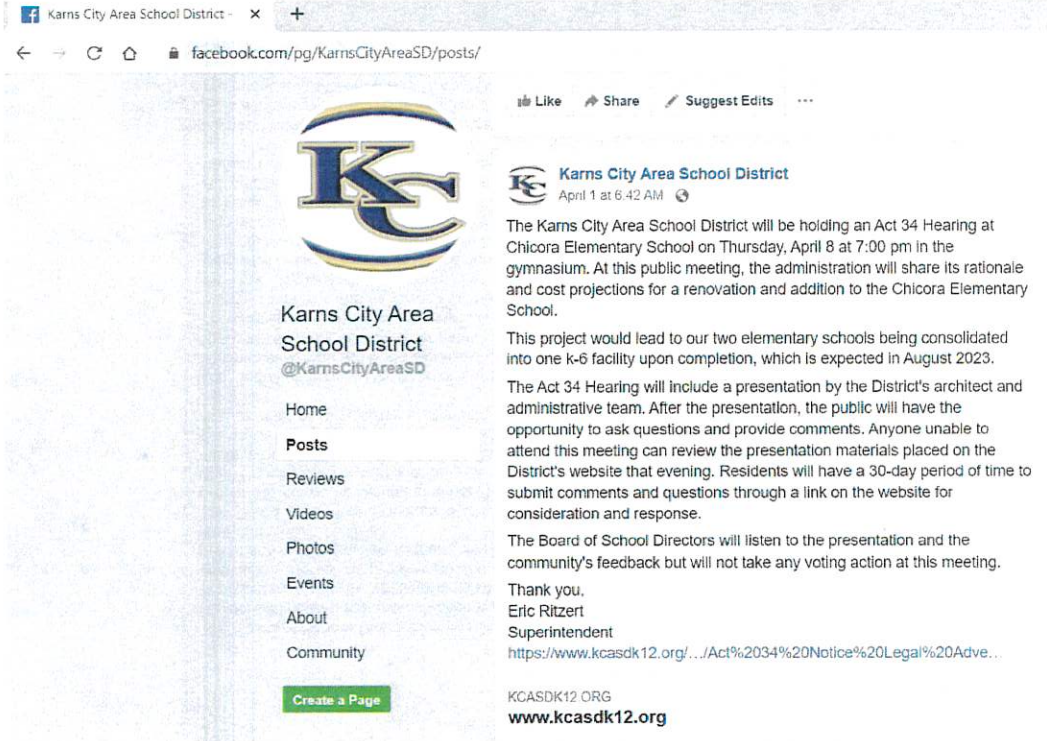 Karns City Area School District -
facebook.com/pg/KarnsCityAreaSD/posts/
KC
Karns City Area
School District
@KarnsCityAreaSD
Home
Posts
Reviews
Videos
Photos
Events
About
Community
Create a Page
Like Share Suggest Edits ...
KC
Karns City Area School District
April 1 at 6:42 AM
The Karns City Area School District will be holding an Act 34 Hearing at
Chicora Elementary School on Thursday, April 8 at 7:00 pm in the
gymnasium. At this public meeting, the administration will share its rationale
and cost projections for a renovation and addition to the Chicora Elementary
School.
This project would lead to our two elementary schools being consolidated
into one k-6 facility upon completion, which is expected in August 2023.
The Act 34 Hearing will include a presentation by the District's architect and
administrative team. After the presentation, the public will have the
opportunity to ask questions and provide comments. Anyone unable to
attend this meeting can review the presentation materials placed on the
District's website that evening. Residents will have a 30-day period of time to
submit comments and questions through a link on the website for
consideration and response.
The Board of School Directors will listen to the presentation and the
community's feedback but will not take any voting action at this meeting.
Thank you,
Eric Ritzert
Superintendent
https://www.kcasdk12.org/.../Act%2034%20Notice%20Legal%20Adve...
KCASDK12.ORG
www.kcasdk12.org